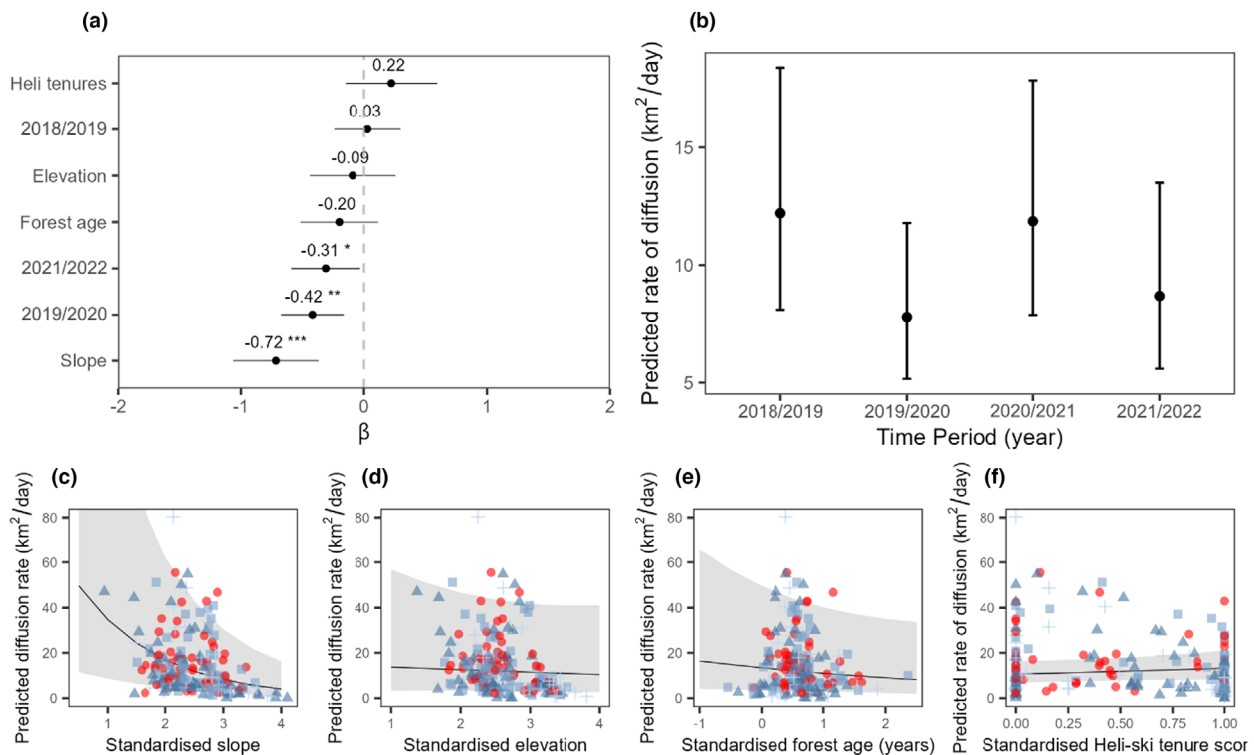 (a)
Heli tenures
2018/2019
Elevation
Forest age
2021/2022
2019/2020
Slope
0.22
0.03
-0.09
-0.20
-0.31 *
-0.42 **
-0.72 ***
-2 -1 0 1 2
β
(b)
Predicted rate of diffusion (km²/day)
15
10
5
2018/2019 2019/2020 2020/2021 2021/2022
Time Period (year)
(c)
Predicted diffusion rate (km²/day)
80
60
40
20
0
1 2 3 4
Standardised slope
(d)
Predicted diffusion rate (km²/day)
80
60
40
20
0
1 2 3 4
Standardised elevation
(e)
Predicted diffusion rate (km²/day)
80
60
40
20
0
-1 0 1 2
Standardised forest age (years)
(f)
Predicted rate of diffusion (km²/day)
80
60
40
20
0
0.00 0.25 0.50 0.75 1.00
Standardised Heli-ski tenure scor